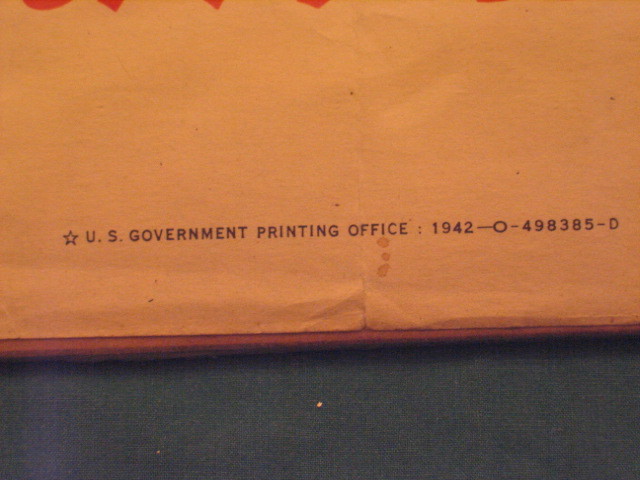 ☆ U. S. GOVERNMENT PRINTING OFFICE : 1942—O-498385-D